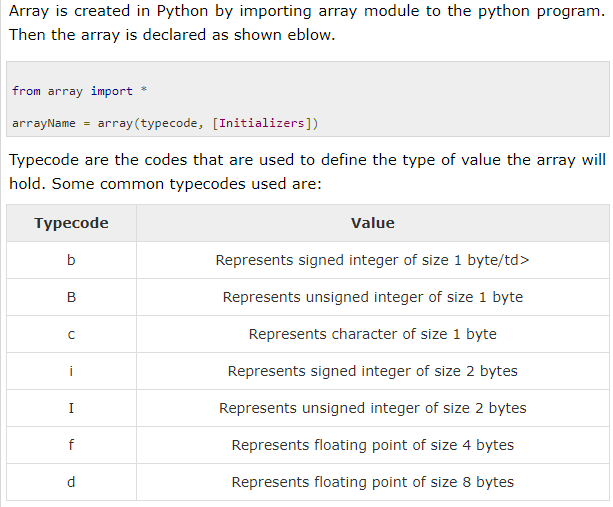 Array is created in Python by importing array module to the python program.
Then the array is declared as shown eblow.
from array import *
arrayName = array(typecode, [Initializers])
Typecode are the codes that are used to define the type of value the array will
hold. Some common typecodes used are:
Typecode Value
b Represents signed integer of size 1 byte/td>
B Represents unsigned integer of size 1 byte
c Represents character of size 1 byte
i Represents signed integer of size 2 bytes
I Represents unsigned integer of size 2 bytes
f Represents floating point of size 4 bytes
d Represents floating point of size 8 bytes